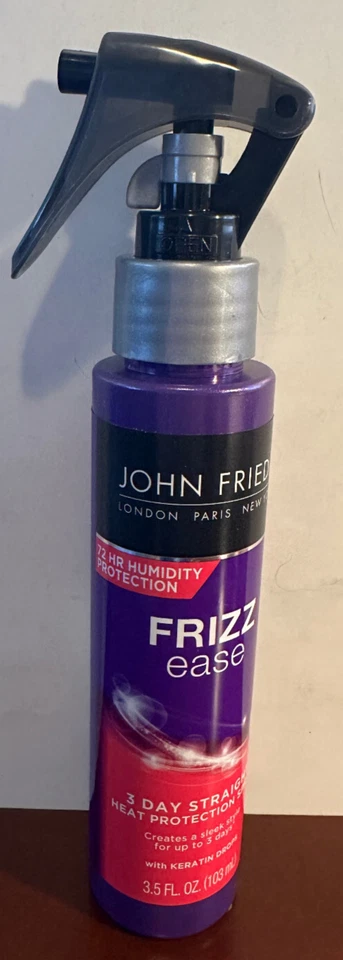 OPEN
JOHN FRIED
LONDON PARIS NEW Y
72 HR HUMIDITY
PROTECTION
FRIZZ
ease
3 DAY STRAIG
HEAT PROTECTION S
Creates a sleek sty
for up to 3 days
with KERATIN DROPS
3.5 FL. OZ. (103 mL)